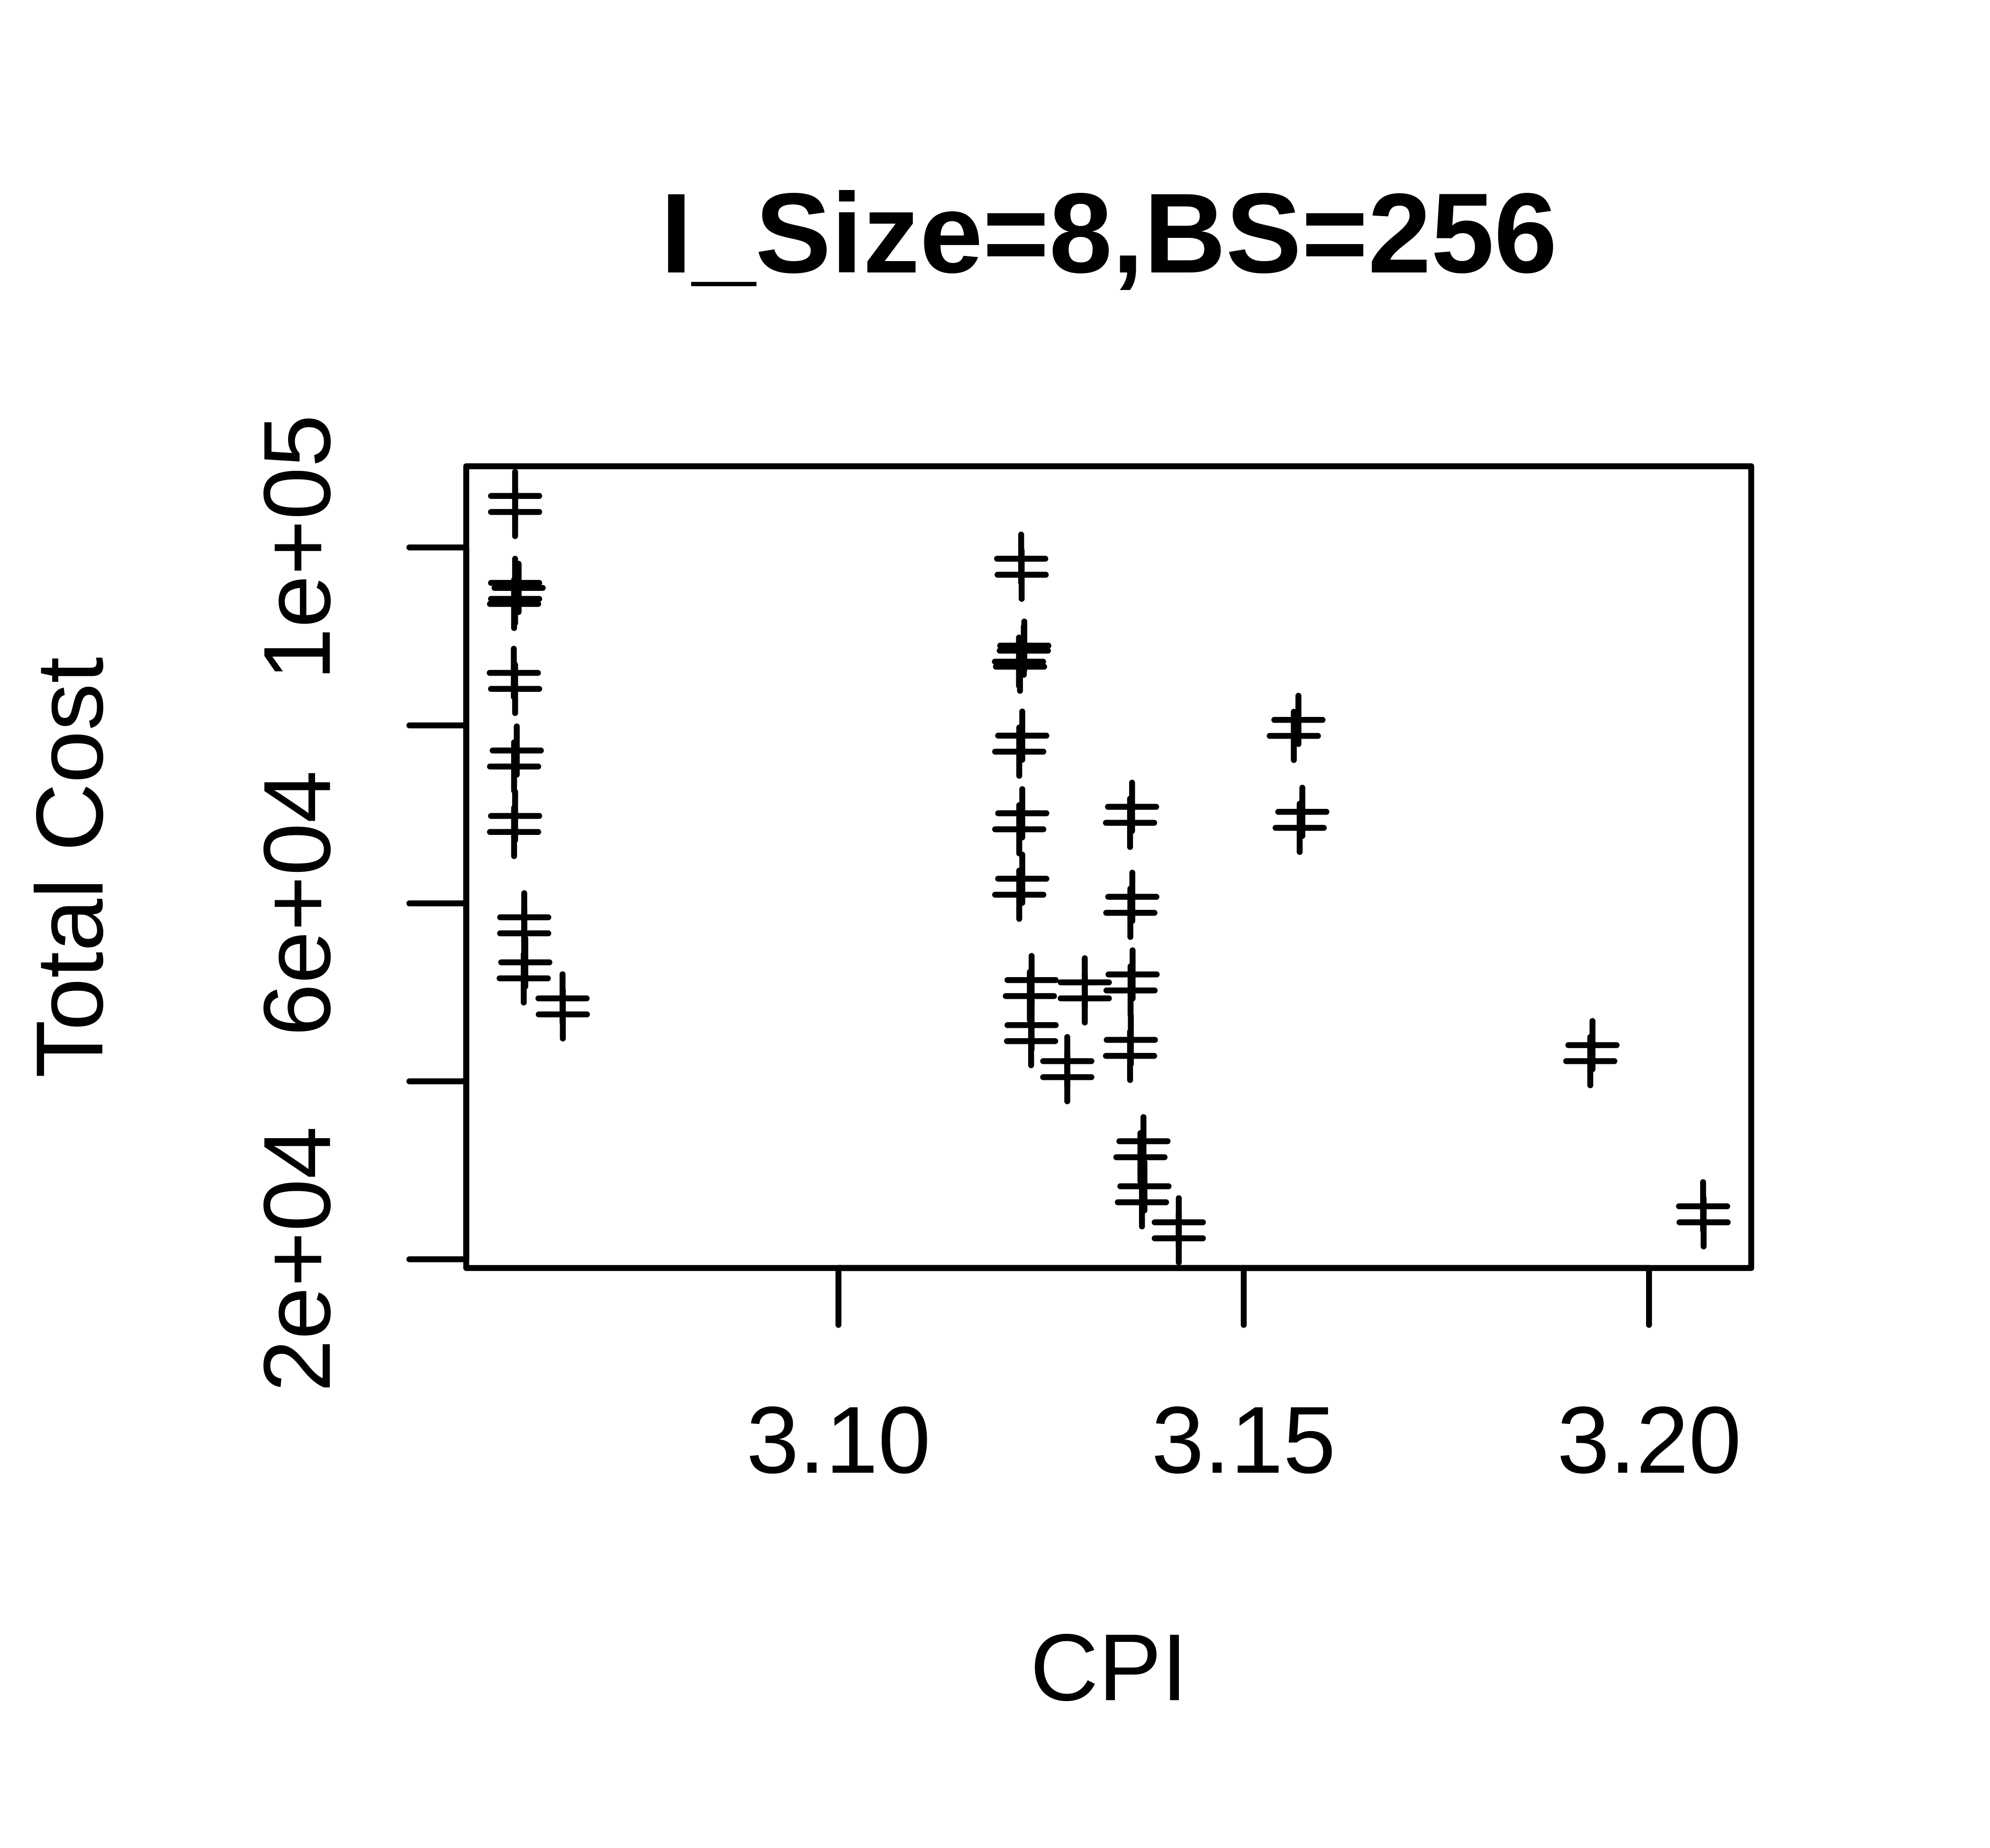 I_Size=8,BS=256
Total Cost
1e+05
6e+04
2e+04
3.10 3.15 3.20
CPI